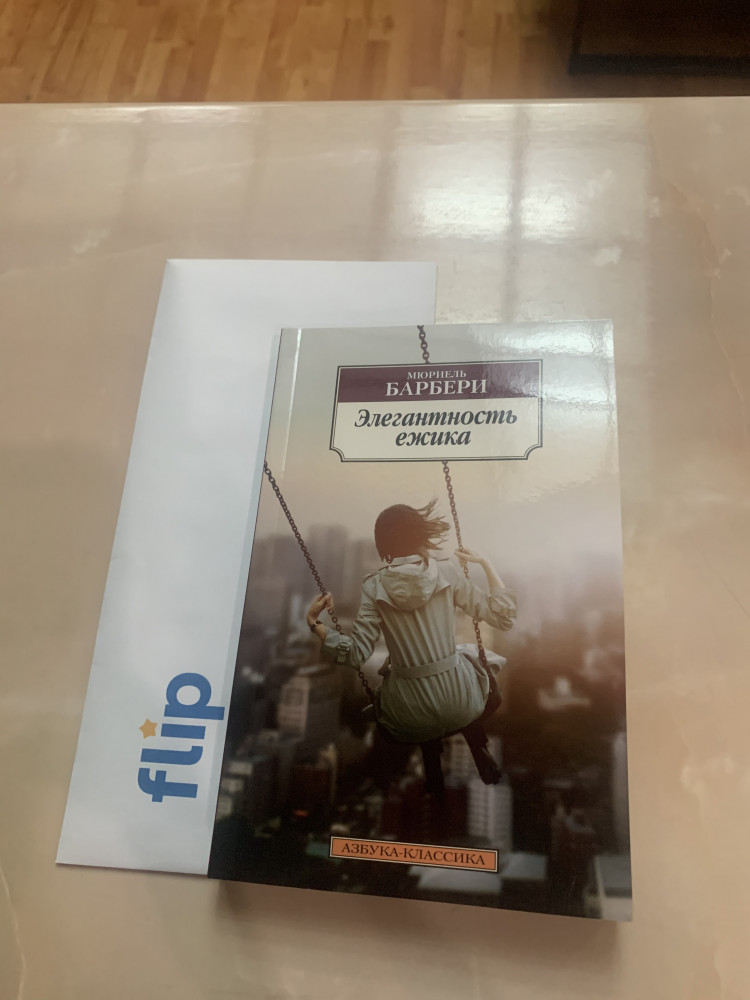 МЮРИЕЛЬ
БАРБЕРИ
Элегантность
ежика
АЗБУКА-КЛАССИКА
flip